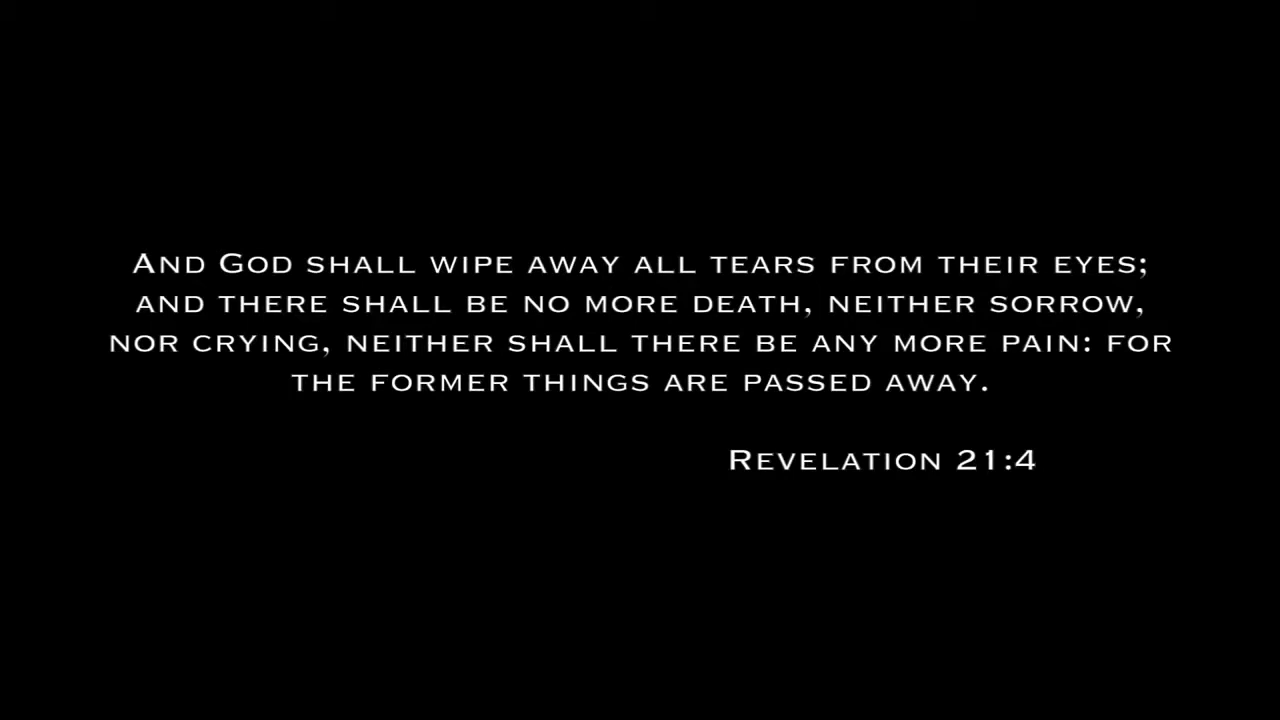 And God shall wipe away all tears from their eyes;
and there shall be no more death, neither sorrow,
nor crying, neither shall there be any more pain: for
the former things are passed away.
Revelation 21:4